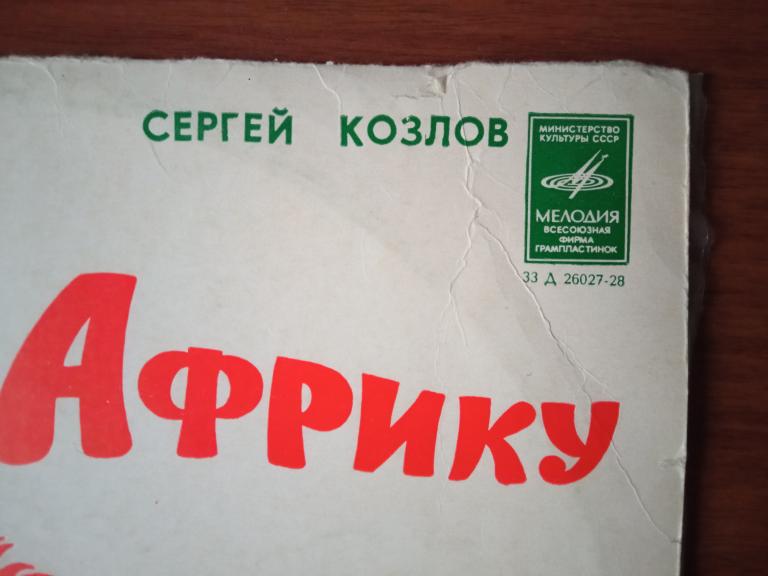 СЕРГЕЙ КОЗЛОВ
МИНИСТЕРСТВО
КУЛЬТУРЫ СССР
МЕЛОДИЯ
ВСЕСОЮЗНАЯ
ФИРМА
ГРАМПЛАСТИНОК
33 Д 26027-28
АФРИКУ